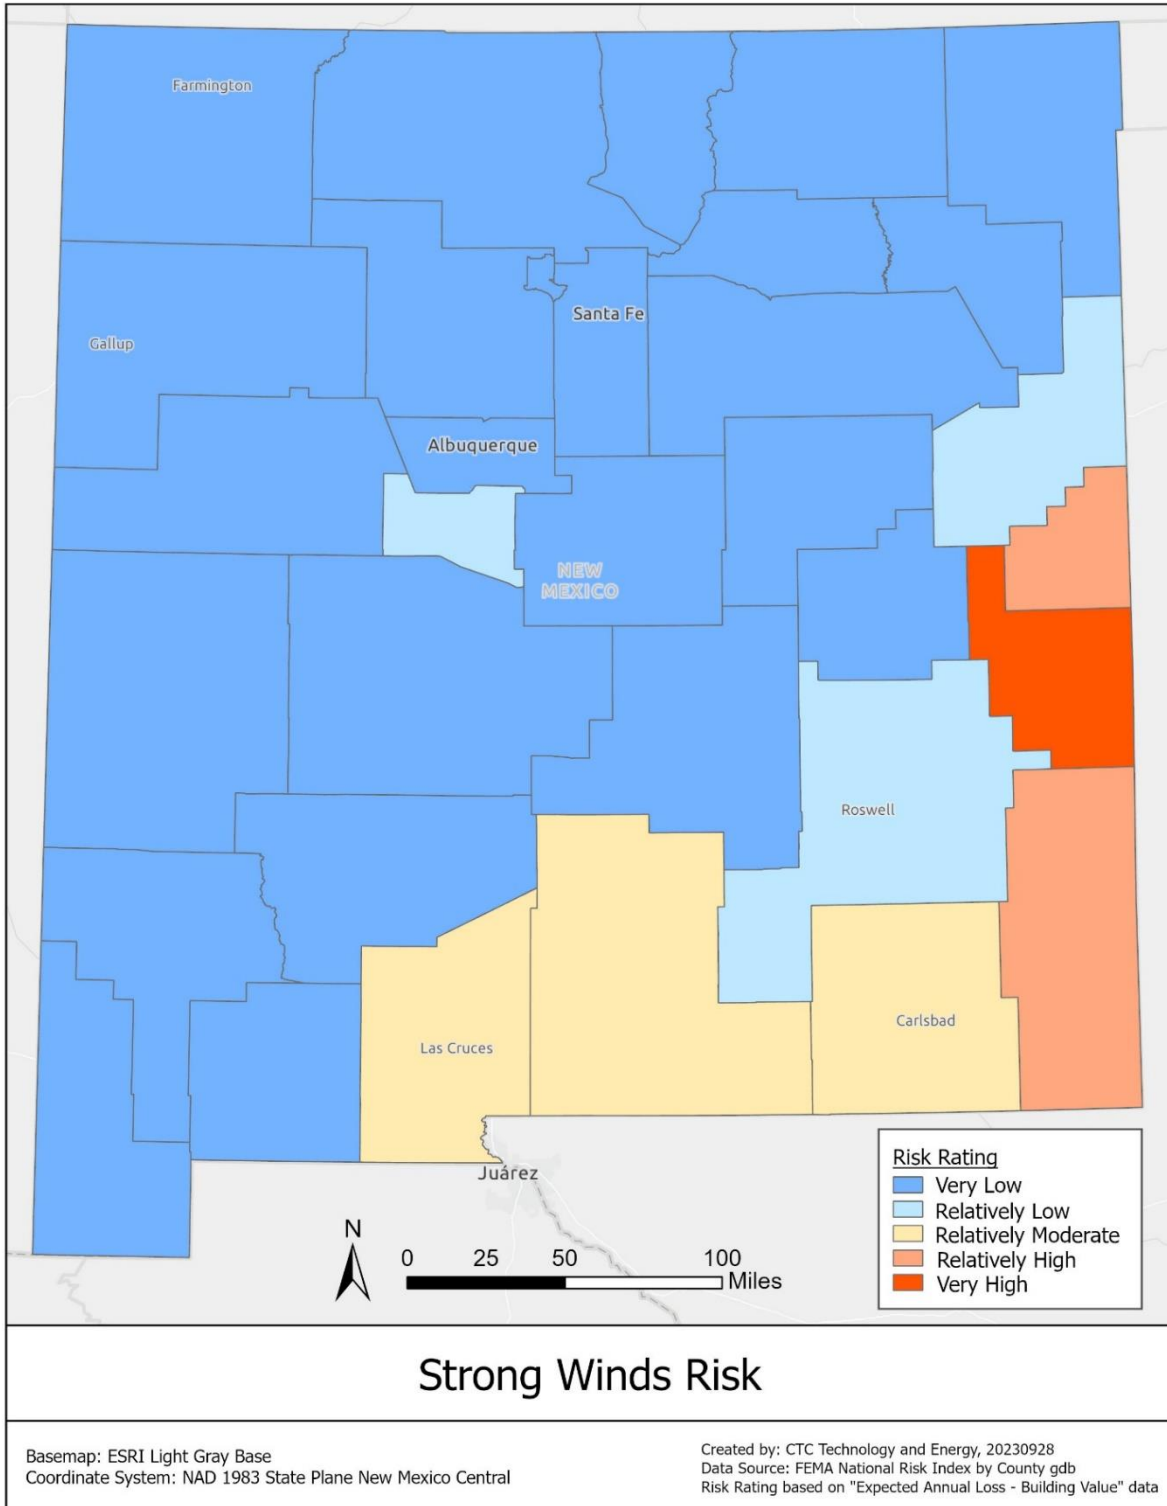 Farmington
Santa Fe
Gallup
Albuquerque
NEW
MEXICO
Roswell
Carlsbad
Las Cruces
Juárez
Risk Rating
Very Low
Relatively Low
Relatively Moderate
Relatively High
Very High
N
0 25 50 100
Miles
Strong Winds Risk
Basemap: ESRI Light Gray Base
Coordinate System: NAD 1983 State Plane New Mexico Central
Created by: CTC Technology and Energy, 20230928
Data Source: FEMA National Risk Index by County gdb
Risk Rating based on "Expected Annual Loss - Building Value" data